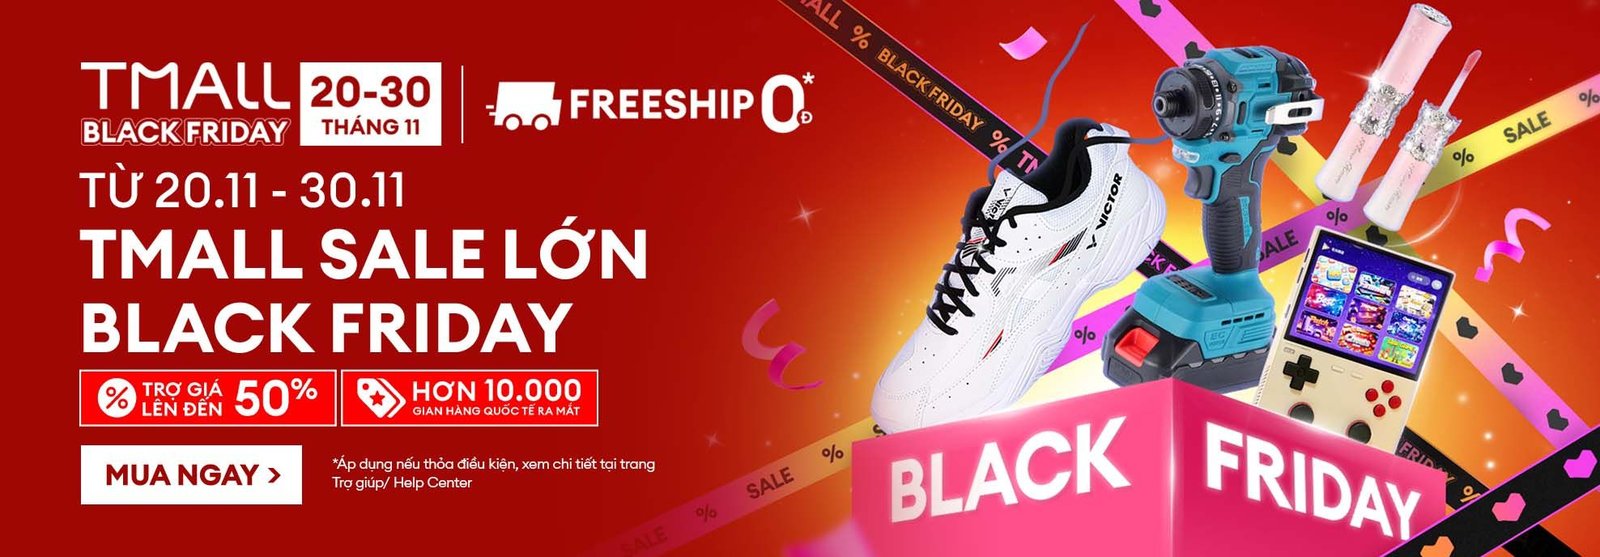 TMALL
BLACK FRIDAY
20-30
THÁNG 11
FREESHIP 0Đ*
TỪ 20.11 - 30.11
TMALL SALE LỚN
BLACK FRIDAY
TRỢ GIÁ
LÊN ĐẾN 50%
HƠN 10.000
GIAN HÀNG QUỐC TẾ RA MẮT
MUA NGAY >
*Áp dụng nếu thỏa điều kiện, xem chi tiết tại trang
Trợ giúp/ Help Center
% BLACK FRIDAY %
VICTOR
VICTOR
% SALE %
SALE
%
%
SALE %
SALE %
BLACK FRIDAY